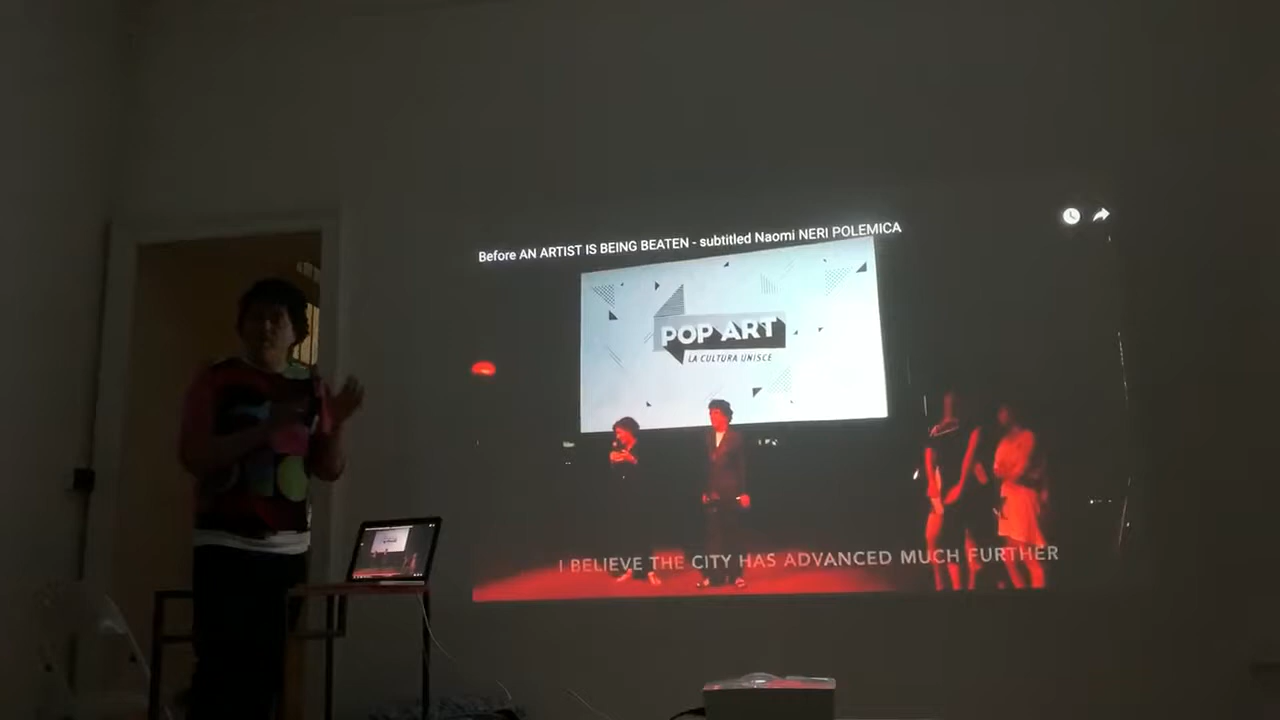 Before AN ARTIST IS BEING BEATEN - subtitled Naomi NERI POLEMICA
POP ART
LA CULTURA UNISCE
I BELIEVE THE CITY HAS ADVANCED MUCH FURTHER